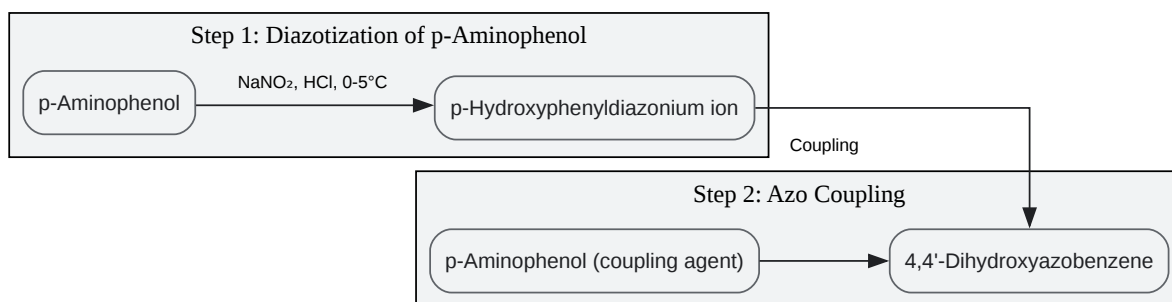 Step 1: Diazotization of p-Aminophenol
p-Aminophenol
NaNO₂, HCl, 0-5°C
p-Hydroxyphenyldiazonium ion
Coupling
Step 2: Azo Coupling
p-Aminophenol (coupling agent)
4,4'-Dihydroxyazobenzene